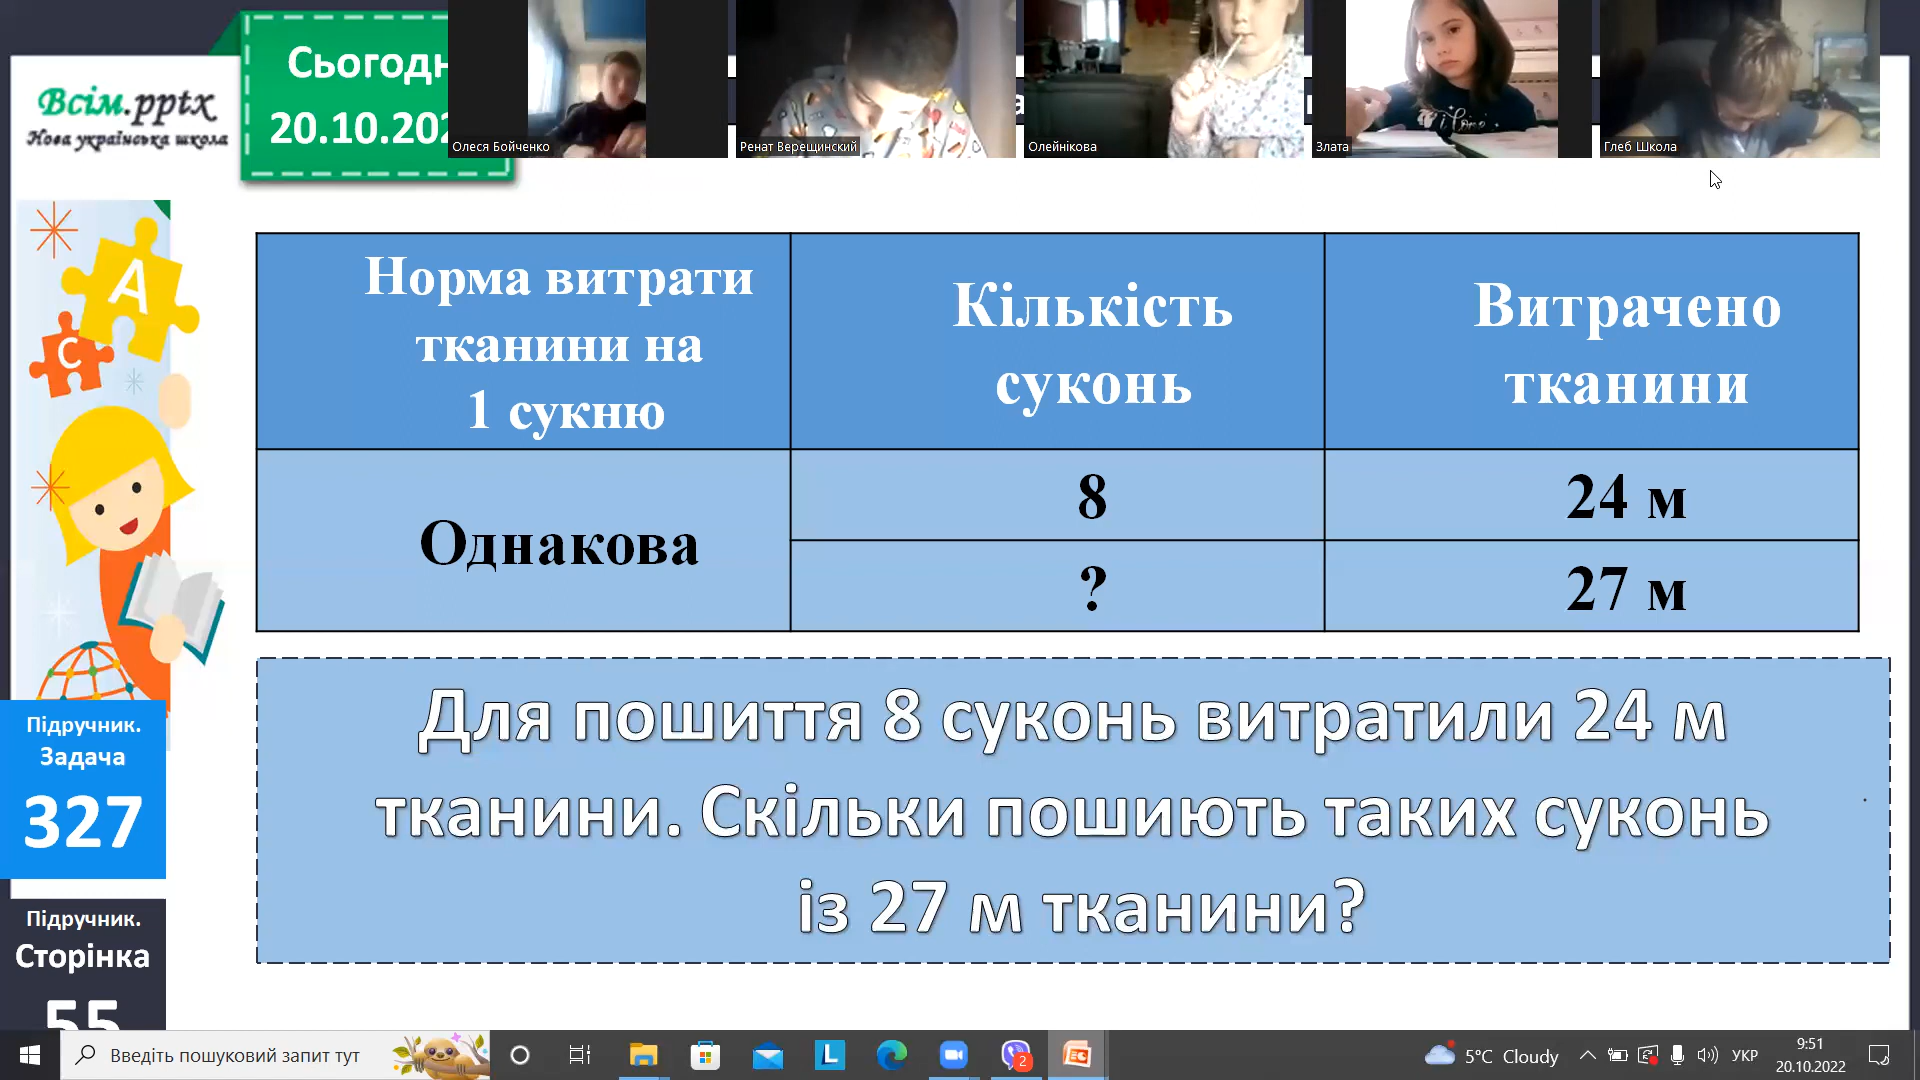 Всім.pptx
Нова українська школа
Сьогодн
20.10.202
Олеся Бойченко
Ренат Верещинский
Олейнікова
Злата
Глеб Школа
Норма витрати
тканини на
1 сукню
Кількість
суконь
Витрачено
тканини
Однакова
8
24 м
?
27 м
Для пошиття 8 суконь витратили 24 м
тканини. Скільки пошиють таких суконь
із 27 м тканини?
Підручник.
Задача
327
Підручник.
Сторінка
55
Введіть пошуковий запит тут
2
5°C Cloudy
УКР
9:51
20.10.2022